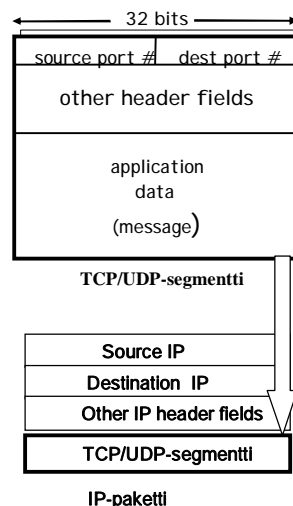 32 bits
source port # dest port #
other header fields
application
data
(message)
TCP/UDP-segmentti
Source IP
Destination IP
Other IP header fields
TCP/UDP-segmentti
IP-paketti